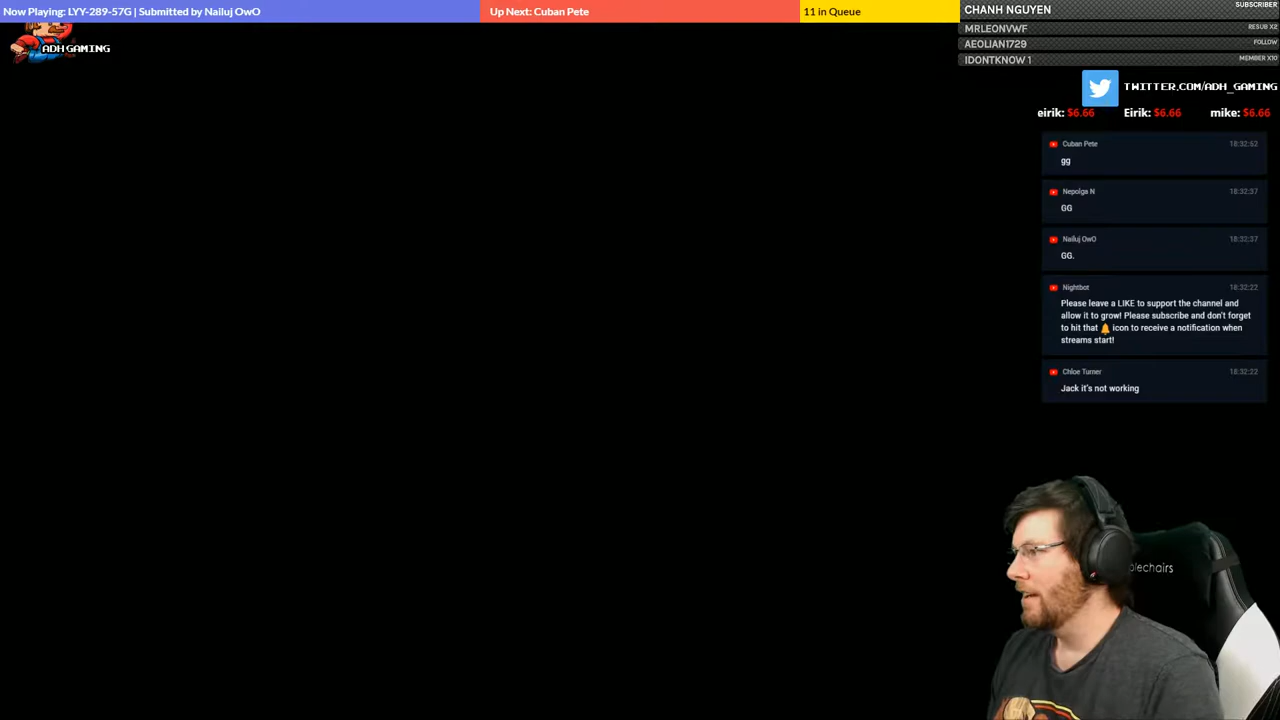 Now Playing: LYY-289-57G | Submitted by Nailuj OwO
Up Next: Cuban Pete
11 in Queue
CHANH NGUYEN
SUBSCRIBER
MRLEONVWF
RESUB X2
AEOLIAN1729
FOLLOW
IDONTKNOW 1
MEMBER X10
ADH GAMING
TWITTER.COM/ADH_GAMING
eirik: $6.66 Eirik: $6.66 mike: $6.66
Cuban Pete 18:32:52
gg
Nepolga N 18:32:37
GG
Nailuj OwO 18:32:37
GG.
Nightbot 18:32:22
Please leave a LIKE to support the channel and
allow it to grow! Please subscribe and don't forget
to hit that 🔔 icon to receive a notification when
streams start!
Chloe Turner 18:32:22
Jack it's not working
plechairs